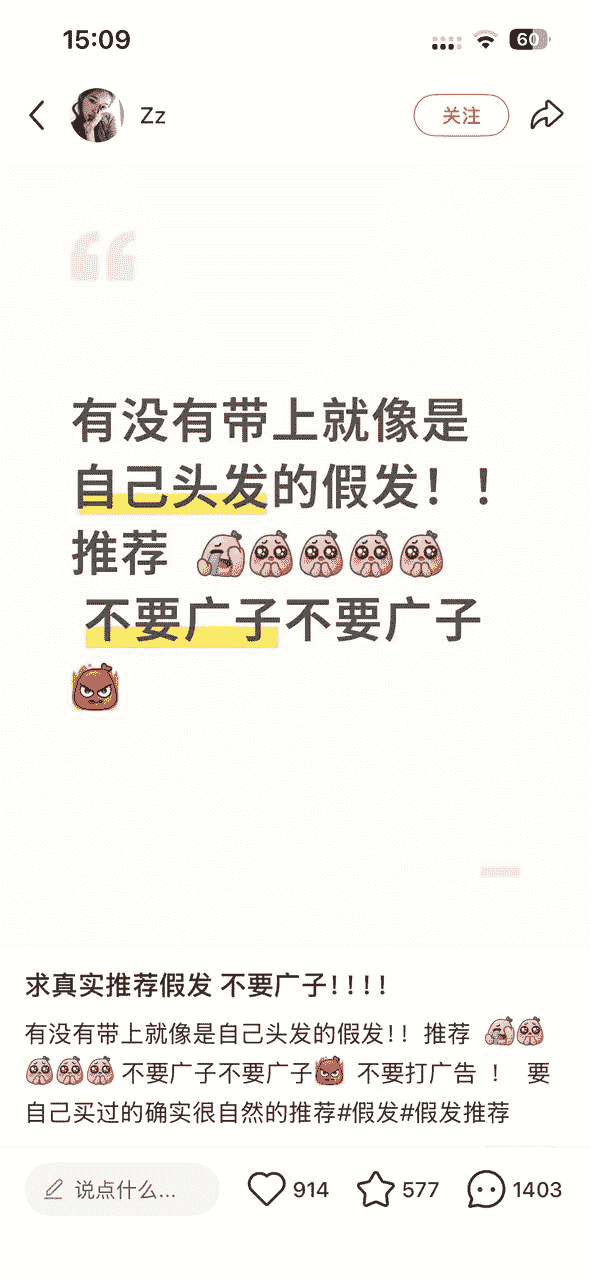 15:09
60
Zz
关注
有没有带上就像是
自己头发的假发！！
推荐
不要广子不要广子
求真实推荐假发 不要广子！！！！
有没有带上就像是自己头发的假发！！推荐
不要广子不要广子 不要打广告 ！ 要
自己买过的确实很自然的推荐#假发#假发推荐
说点什么...
914
577
1403